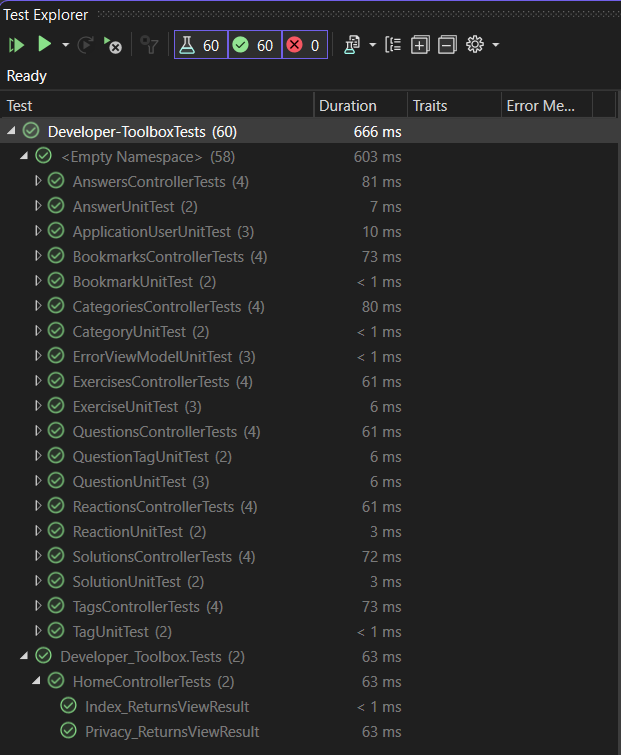 Test Explorer
60 60 0
Ready
Test Duration Traits Error Me...
Developer-ToolboxTests (60) 666 ms
<Empty Namespace> (58) 603 ms
AnswersControllerTests (4) 81 ms
AnswerUnitTest (2) 7 ms
ApplicationUserUnitTest (3) 10 ms
BookmarksControllerTests (4) 73 ms
BookmarkUnitTest (2) < 1 ms
CategoriesControllerTests (4) 80 ms
CategoryUnitTest (2) < 1 ms
ErrorViewModelUnitTest (3) < 1 ms
ExercisesControllerTests (4) 61 ms
ExerciseUnitTest (3) 6 ms
QuestionsControllerTests (4) 61 ms
QuestionTagUnitTest (2) 6 ms
QuestionUnitTest (3) 6 ms
ReactionsControllerTests (4) 61 ms
ReactionUnitTest (2) 3 ms
SolutionsControllerTests (4) 72 ms
SolutionUnitTest (2) 3 ms
TagsControllerTests (4) 73 ms
TagUnitTest (2) < 1 ms
Developer_Toolbox.Tests (2) 63 ms
HomeControllerTests (2) 63 ms
Index_ReturnsViewResult < 1 ms
Privacy_ReturnsViewResult 63 ms